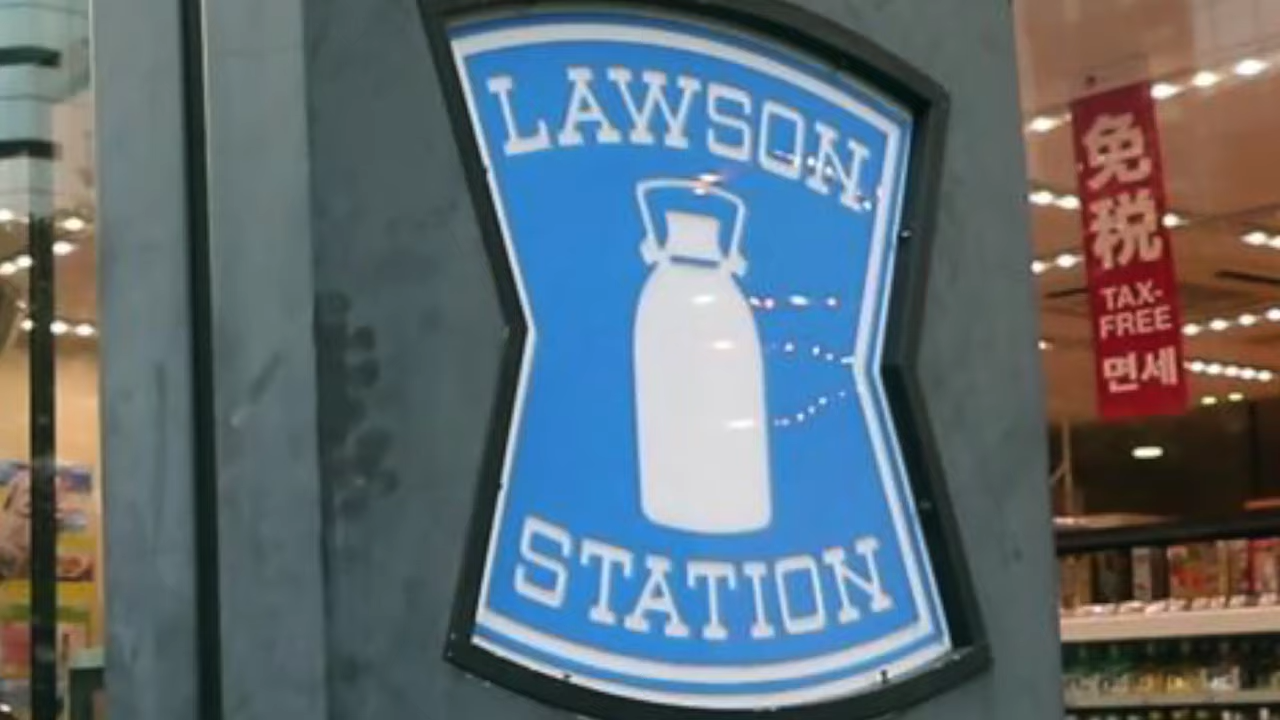 LAWSON
STATION
免
税
TAX-
FREE
면세